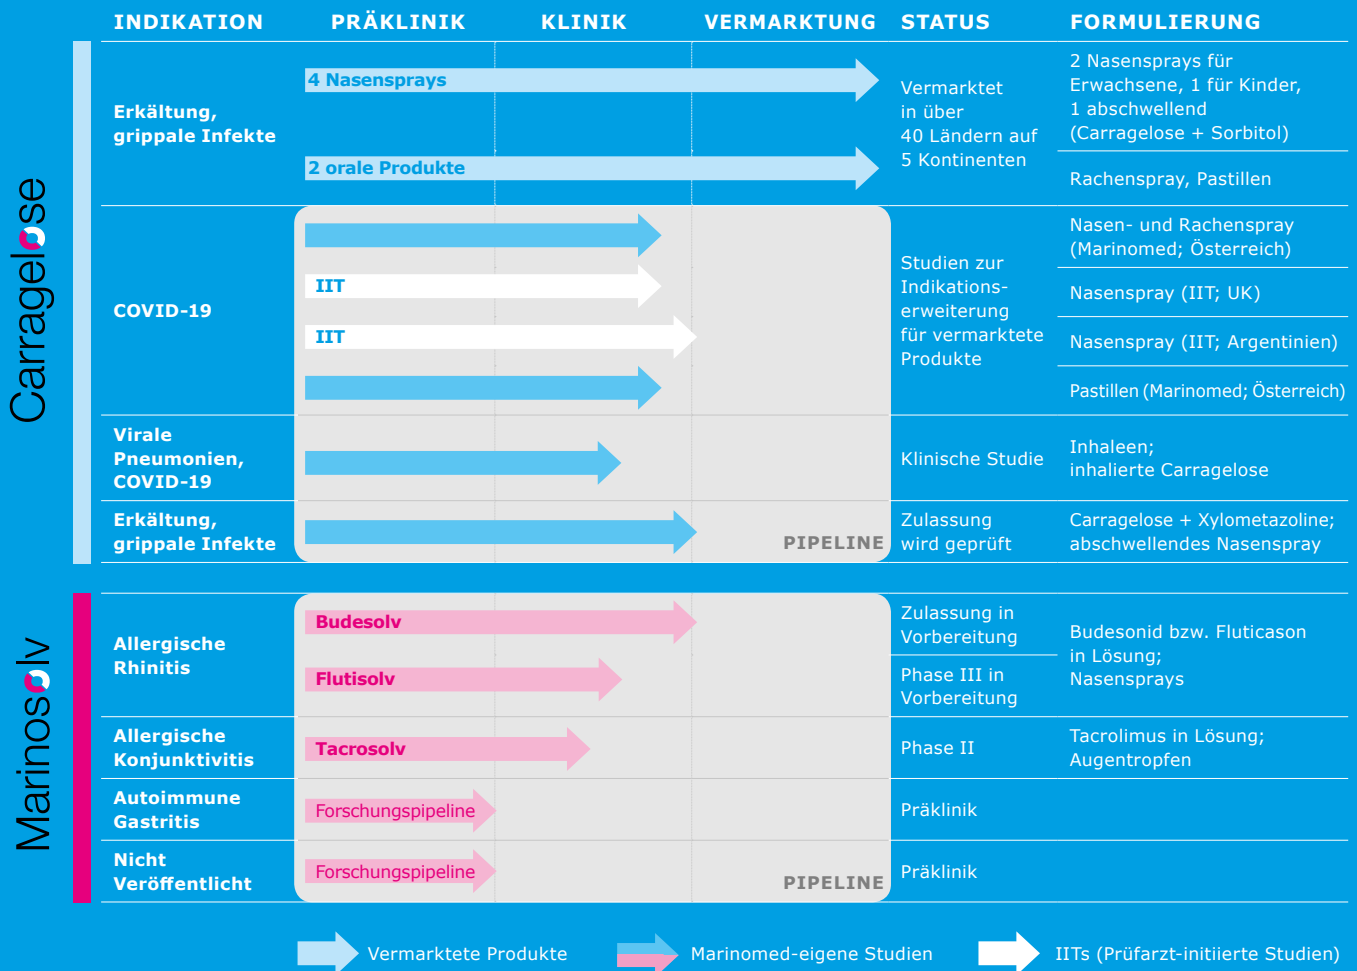 INDIKATION PRÄKLINIK KLINIK VERMARKTUNG STATUS FORMULIERUNG
Carragelose
Erkältung,
grippale Infekte
4 Nasensprays
2 orale Produkte
Vermarktet
in über
40 Ländern auf
5 Kontinenten
2 Nasensprays für
Erwachsene, 1 für Kinder,
1 abschwellend
(Carragelose + Sorbitol)
Rachenspray, Pastillen
COVID-19
IIT
IIT
Studien zur
Indikations-
erweiterung
für vermarktete
Produkte
Nasen- und Rachenspray
(Marinomed; Österreich)
Nasenspray (IIT; UK)
Nasenspray (IIT; Argentinien)
Pastillen (Marinomed; Österreich)
Virale
Pneumonien,
COVID-19
Klinische Studie
Inhaleen;
inhalierte Carragelose
Erkältung,
grippale Infekte
PIPELINE
Zulassung
wird geprüft
Carragelose + Xylometazoline;
abschwellendes Nasenspray
Marinosolv
Allergische
Rhinitis
Budesolv
Flutisolv
Zulassung in
Vorbereitung
Phase III in
Vorbereitung
Budesonid bzw. Fluticason
in Lösung;
Nasensprays
Allergische
Konjunktivitis
Tacrosolv
Phase II
Tacrolimus in Lösung;
Augentropfen
Autoimmune
Gastritis
Forschungspipeline
Präklinik
Nicht
Veröffentlicht
Forschungspipeline
PIPELINE
Präklinik
Vermarktete Produkte
Marinomed-eigene Studien
IITs (Prüfarzt-initiierte Studien)